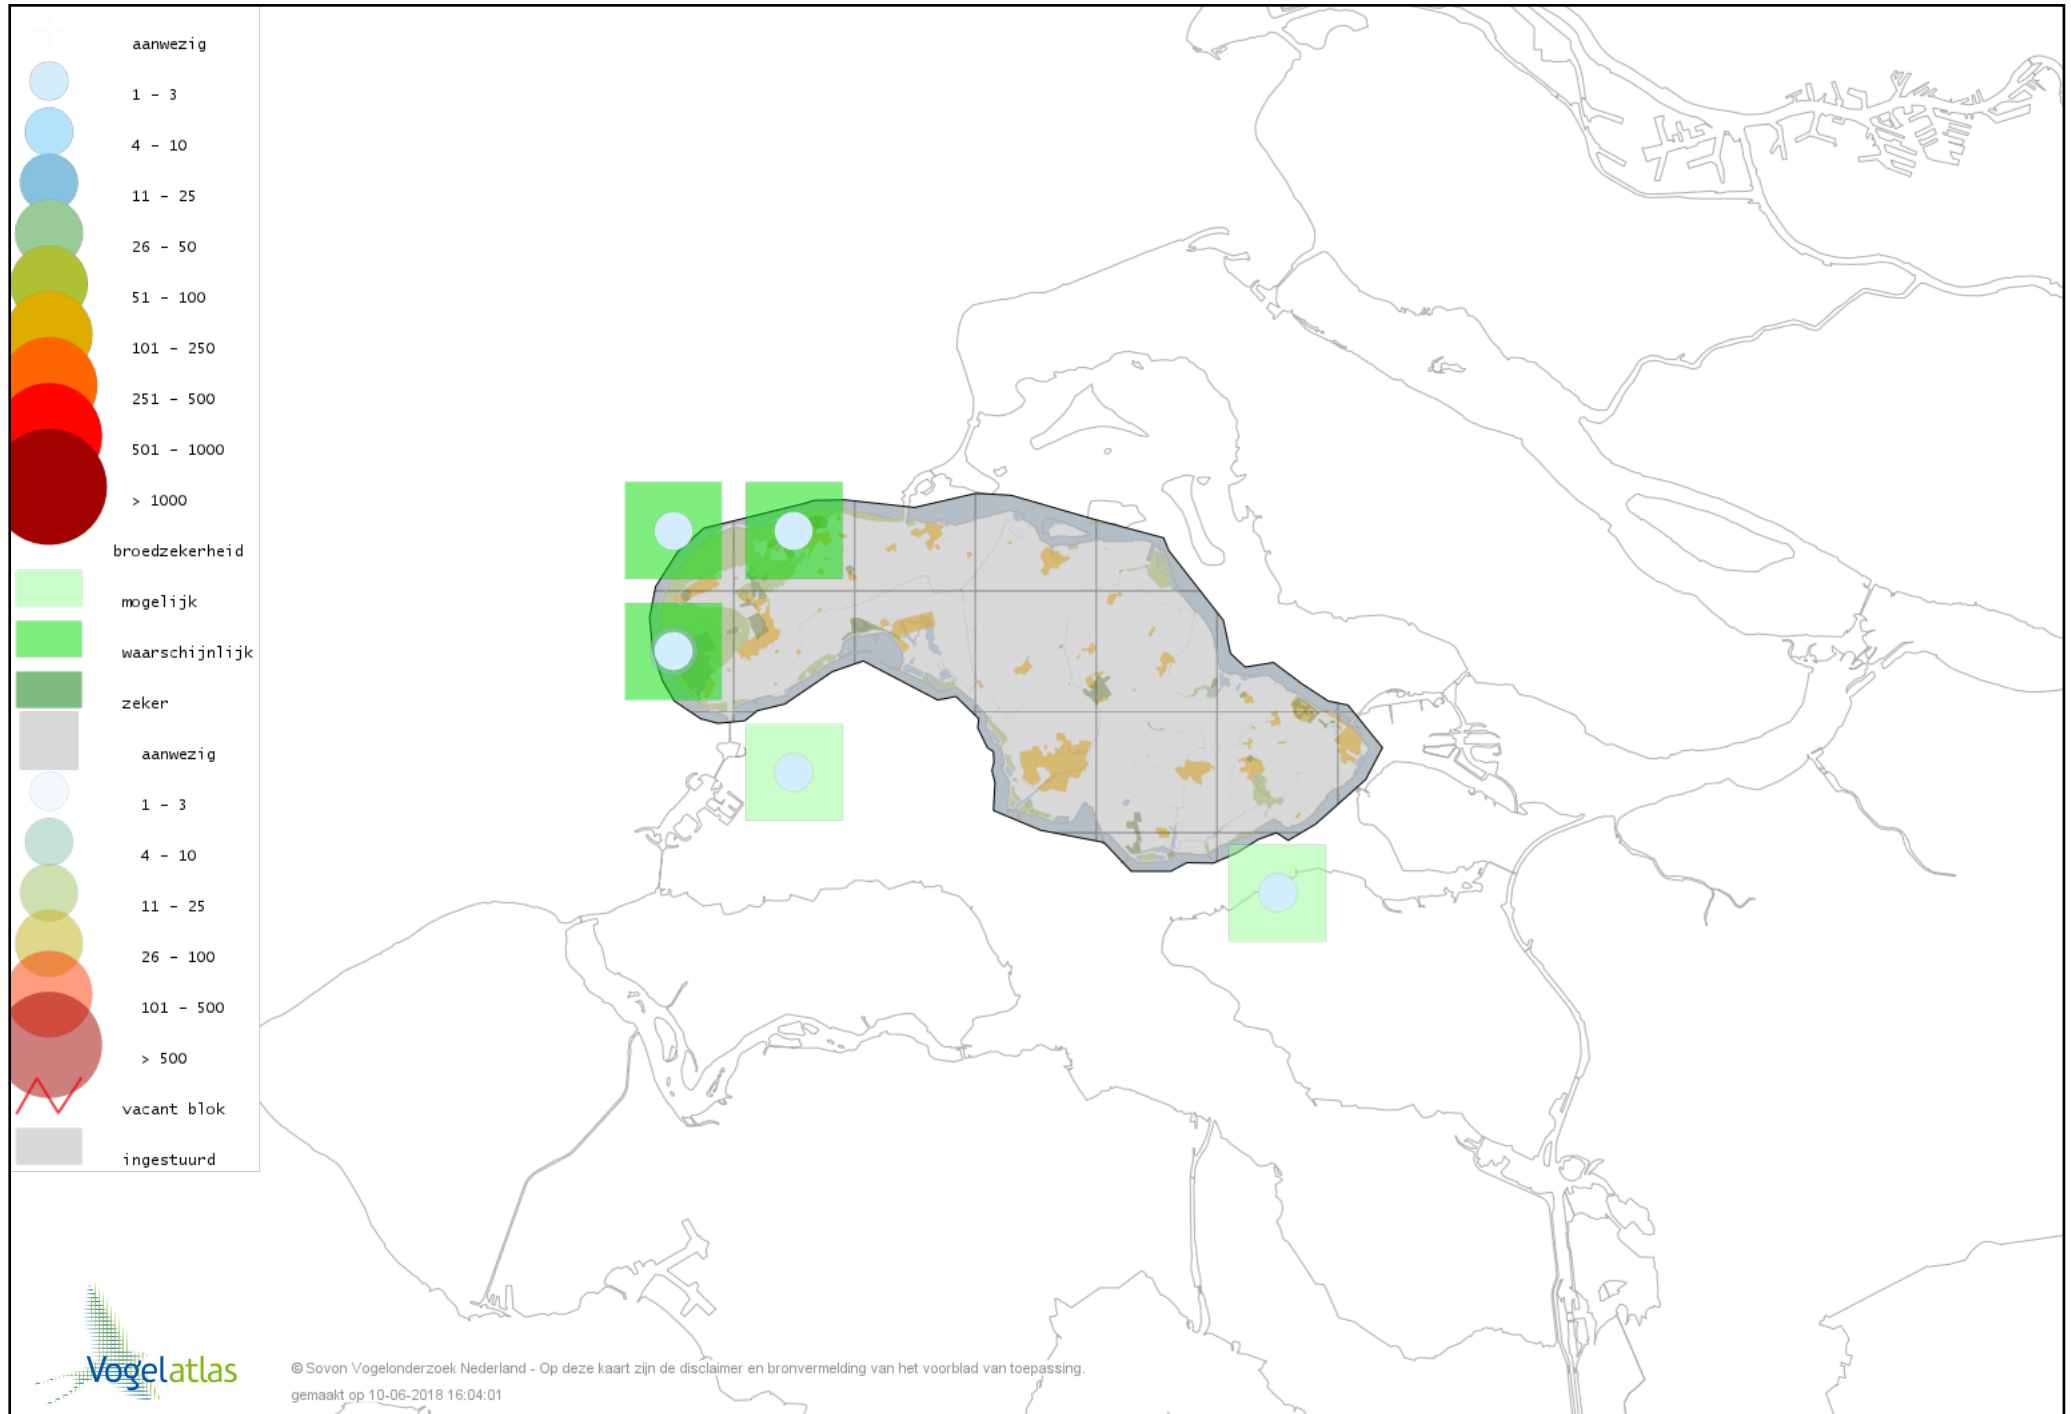 aanwezig
1 - 3
4 - 10
11 - 25
26 - 50
51 - 100
101 - 250
251 - 500
501 - 1000
> 1000
broedzekerheid
mogelijk
waarschijnlijk
zeker
aanwezig
1 - 3
4 - 10
11 - 25
26 - 100
101 - 500
> 500
vacant blok
ingestuurd
Vogelatlas
© Sovon Vogelonderzoek Nederland - Op deze kaart zijn de disclaimer en bronvermelding van het voorblad van toepassing.
gemaakt op 10-06-2018 16:04:01